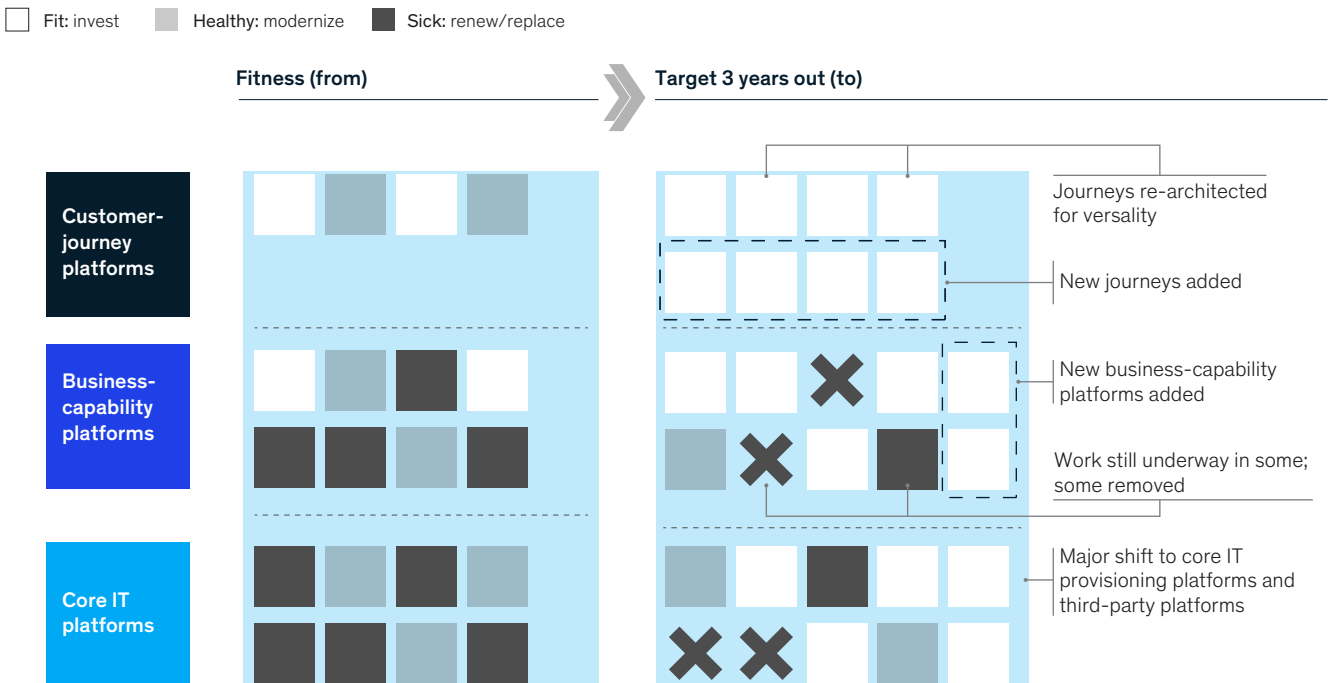 Fit: invest
Healthy: modernize
Sick: renew/replace
Fitness (from)
Target 3 years out (to)
Customer-
journey
platforms
Journeys re-architected
for versality
New journeys added
Business-
capability
platforms
New business-capability
platforms added
Work still underway in some;
some removed
Core IT
platforms
Major shift to core IT
provisioning platforms and
third-party platforms